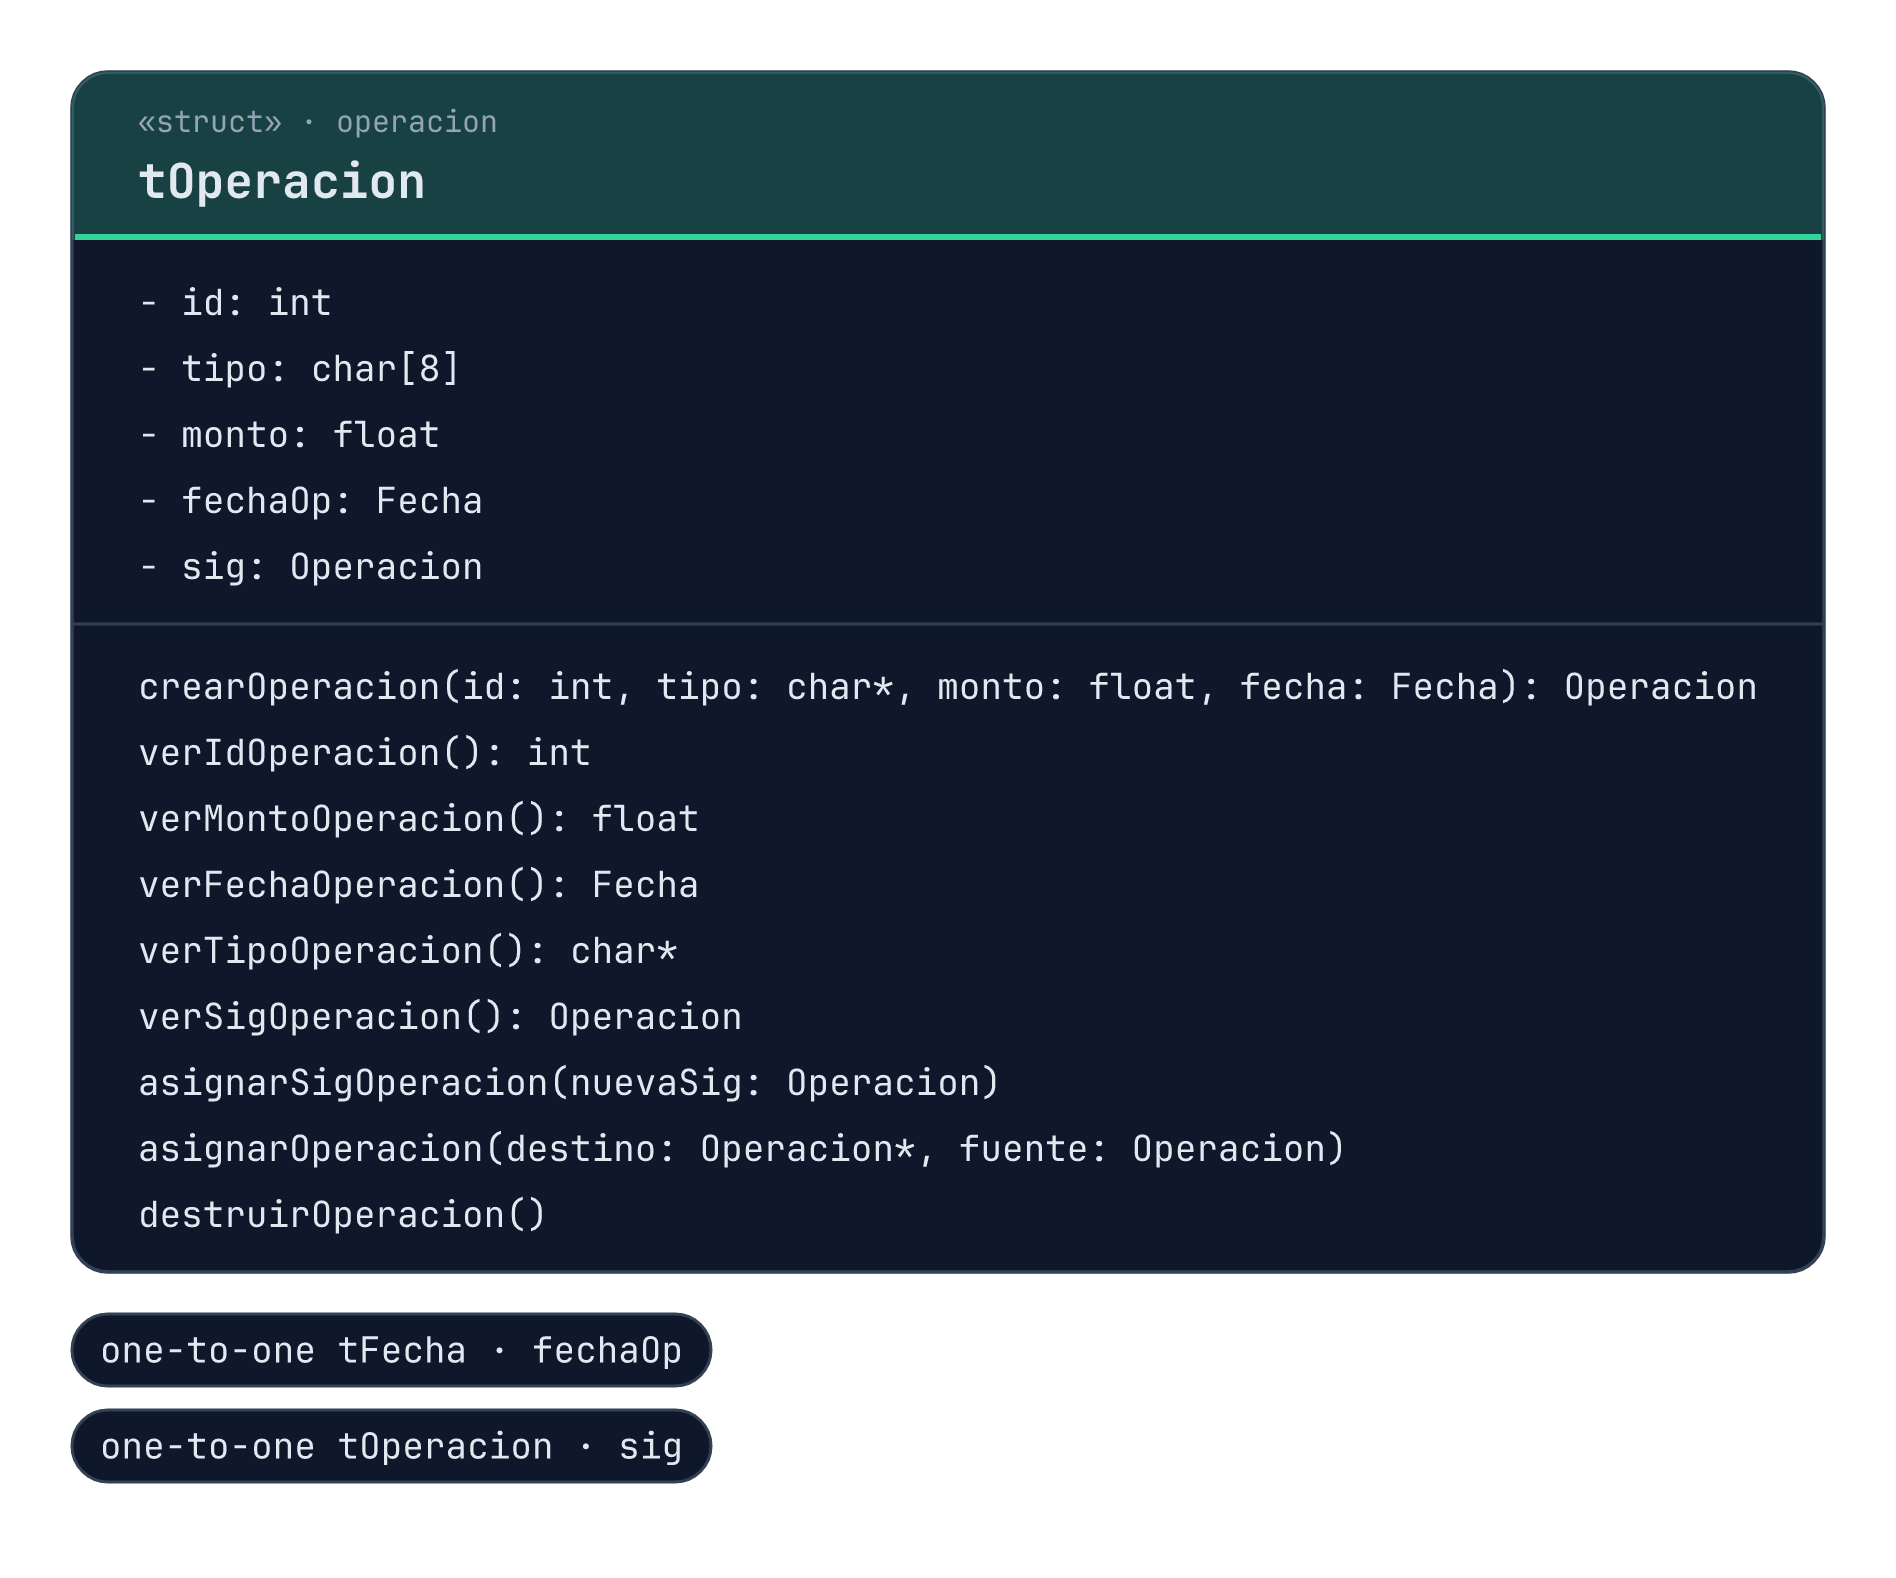 «struct» · operacion
tOperacion
- id: int
- tipo: char[8]
- monto: float
- fechaOp: Fecha
- sig: Operacion
crearOperacion(id: int, tipo: char*, monto: float, fecha: Fecha): Operacion
verIdOperacion(): int
verMontoOperacion(): float
verFechaOperacion(): Fecha
verTipoOperacion(): char*
verSigOperacion(): Operacion
asignarSigOperacion(nuevaSig: Operacion)
asignarOperacion(destino: Operacion*, fuente: Operacion)
destruirOperacion()
one-to-one tFecha · fechaOp
one-to-one tOperacion · sig